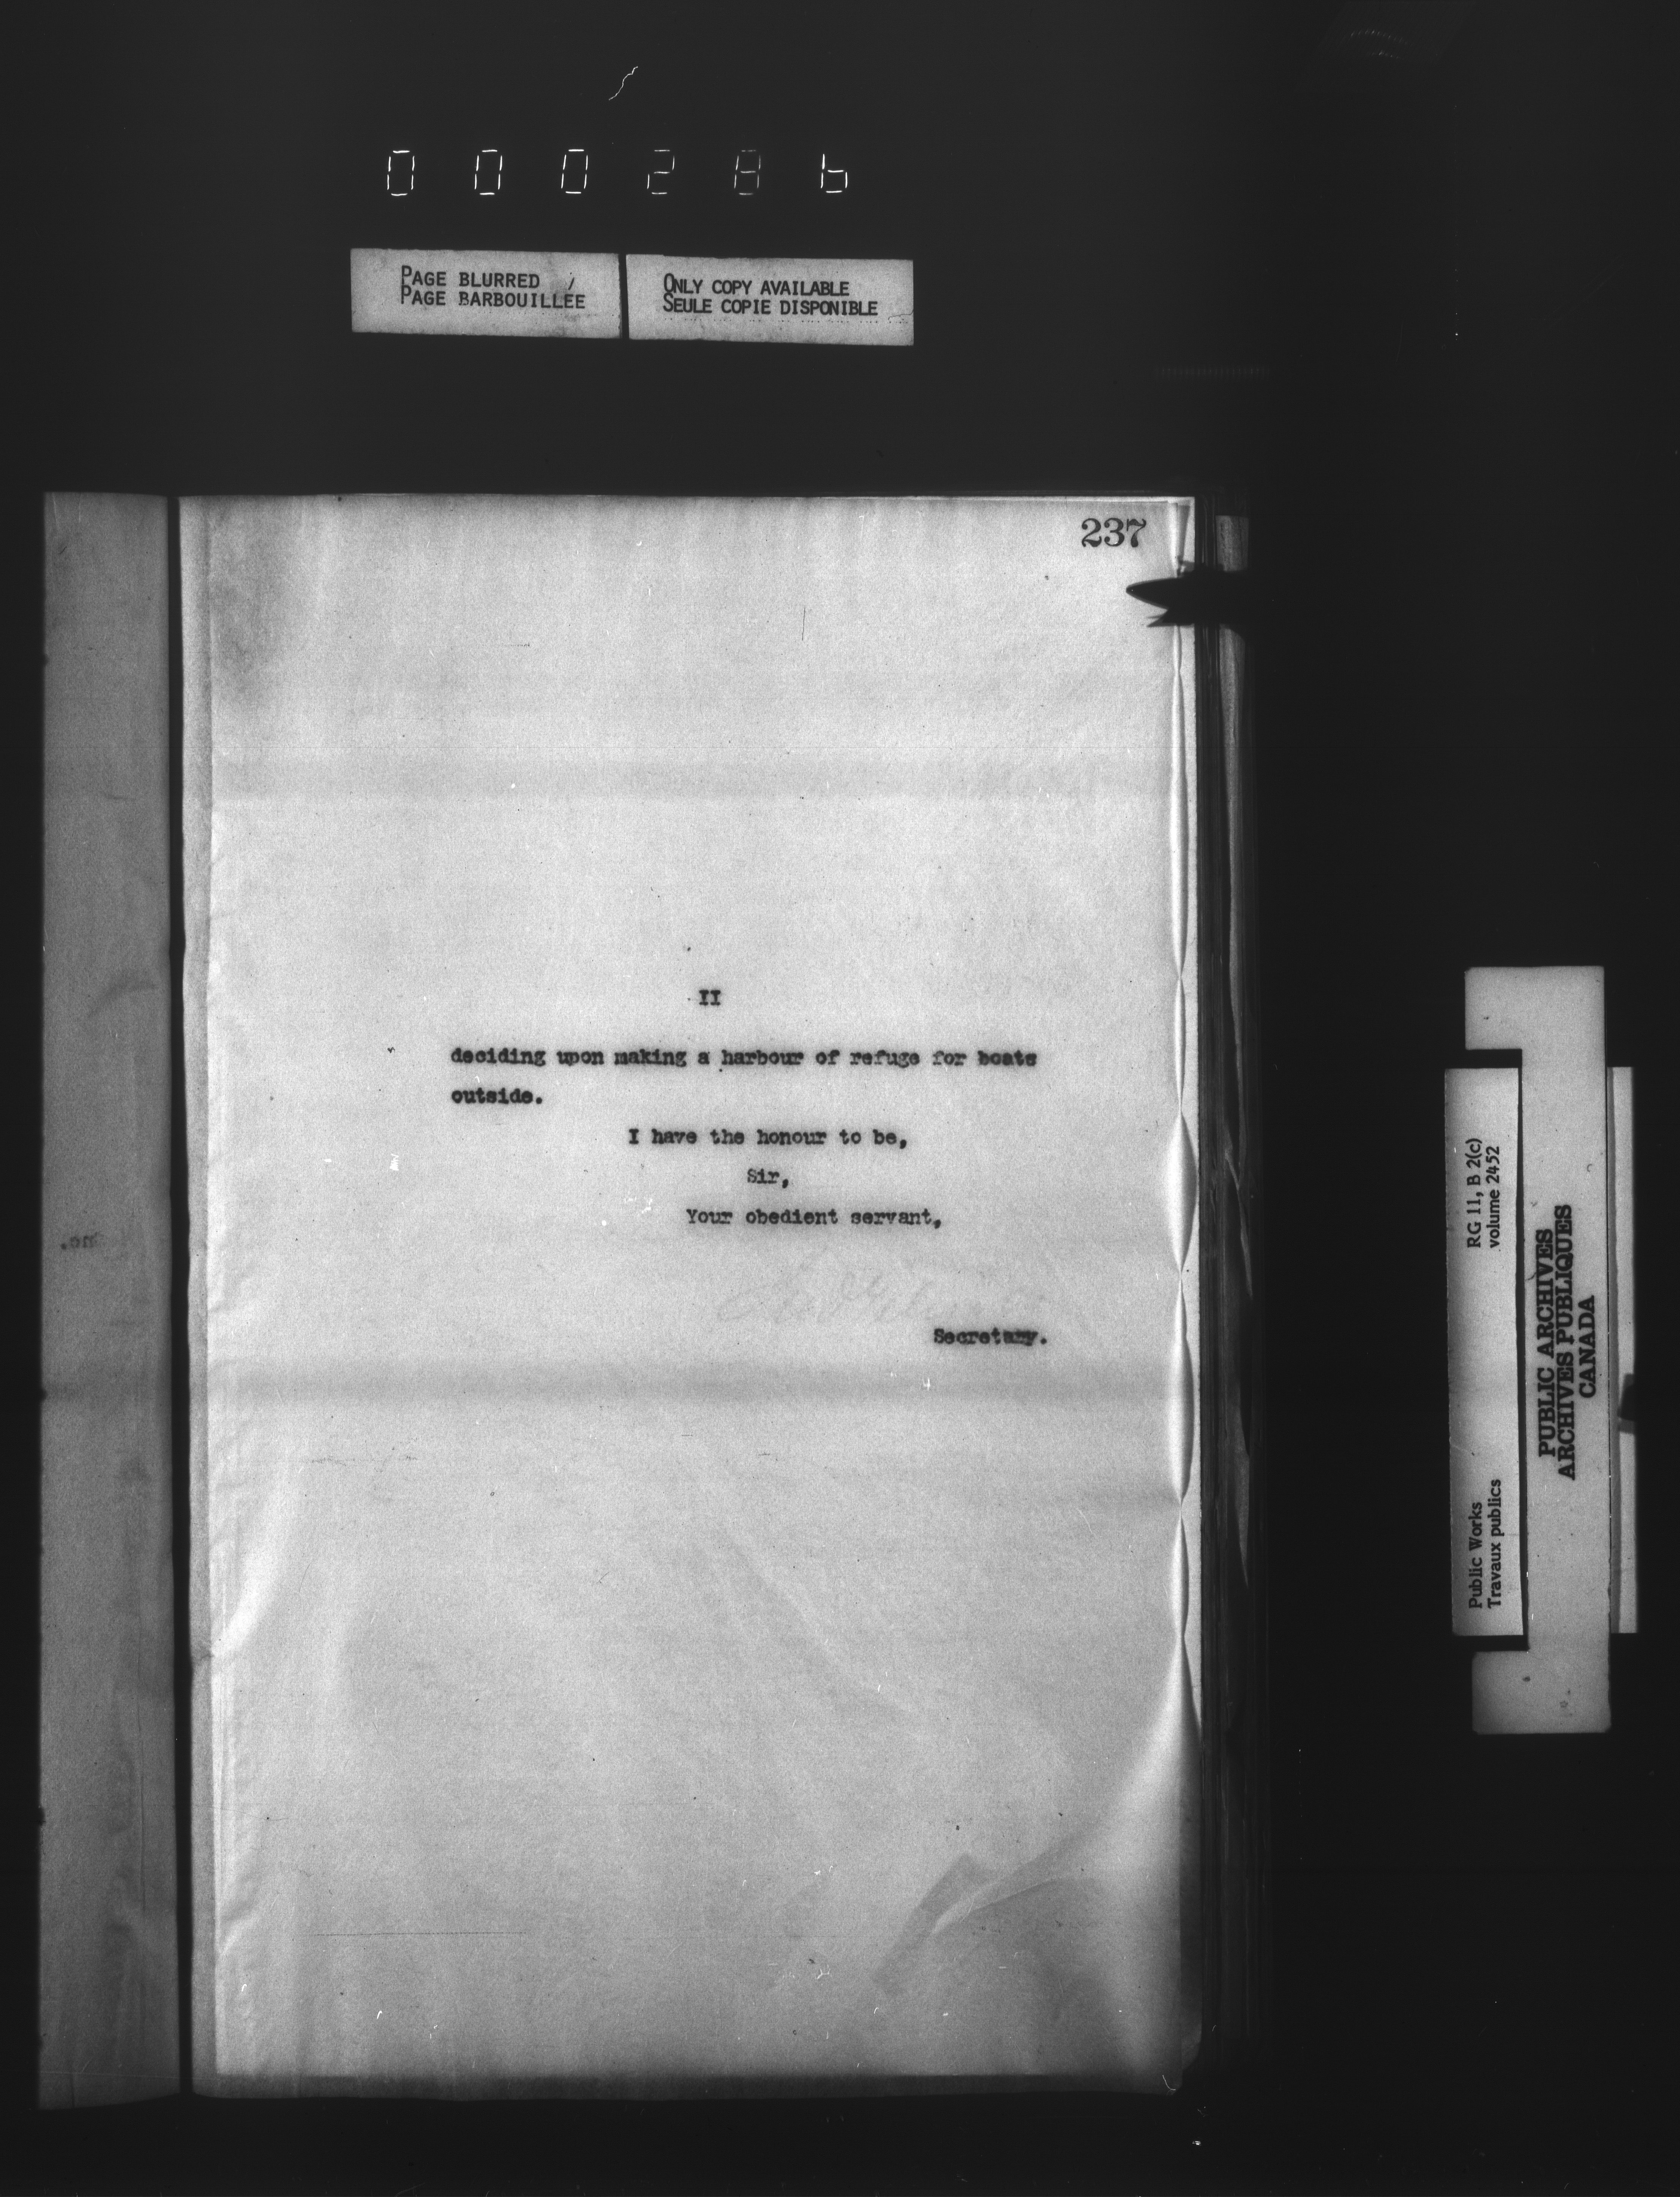 000286
PAGE BLURRED
PAGE BARBOUILLEE
ONLY COPY AVAILABLE
SEULE COPIE DISPONIBLE
237
II
deciding upon making a harbour of refuge for boats
outside.
I have the honour to be,
Sir,
Your obedient servant,
Secretary.
Public Works
Travaux publics
RG 11, B 2(c)
volume 2452
PUBLIC ARCHIVES
ARCHIVES PUBLIQUES
CANADA